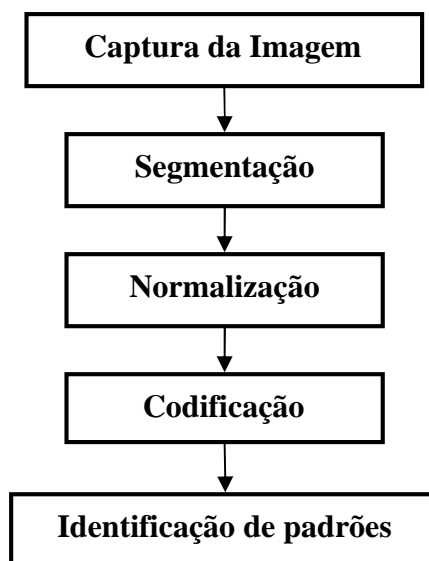 Captura da Imagem
Segmentação
Normalização
Codificação
Identificação de padrões